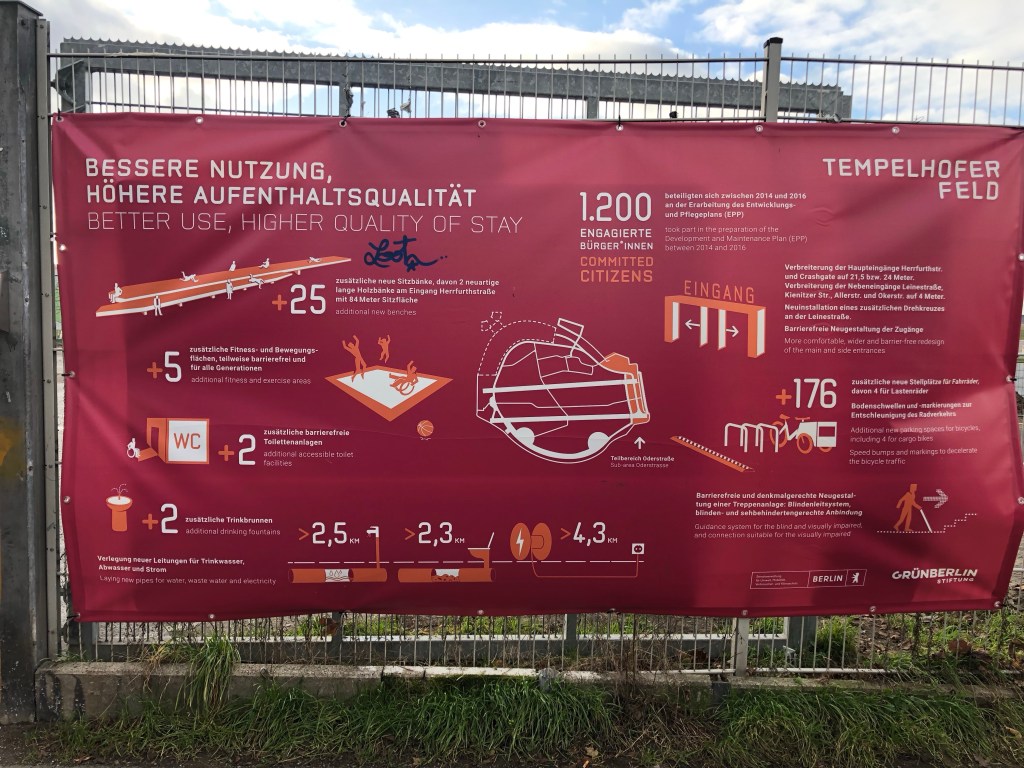 BESSERE NUTZUNG,
HÖHERE AUFENTHALTSQUALITÄT
BETTER USE, HIGHER QUALITY OF STAY
TEMPELHOFER
FELD
1.200
ENGAGIERTE
BÜRGER*INNEN
COMMITTED
CITIZENS
beteiligten sich zwischen 2014 und 2016
an der Erarbeitung des Entwicklungs-
und Pflegeplans (EPP)
took part in the preparation of the
Development and Maintenance Plan (EPP)
between 2014 and 2016
+25
zusätzliche neue Sitzbänke, davon 2 neuartige
lange Holzbänke am Eingang Herrfurthstraße
mit 84 Meter Sitzfläche
additional new benches
EINGANG
Verbreiterung der Haupteingänge Herrfurthstr.
und Crashgate auf 21,5 bzw. 24 Meter.
Verbreiterung der Nebeneingänge Leinestraße,
Kienitzer Str., Allerstr. und Okerstr. auf 4 Meter.
Neuinstallation eines zusätzlichen Drehkreuzes
an der Leinestraße.
Barrierefreie Neugestaltung der Zugänge
More comfortable, wider and barrier-free redesign
of the main and side entrances
+5
zusätzliche Fitness- und Bewegungs-
flächen, teilweise barrierefrei und
für alle Generationen
additional fitness and exercise areas
+176
zusätzliche neue Stellplätze für Fahrräder,
davon 4 für Lastenräder
Bodenschwellen und -markierungen zur
Entschleunigung des Radverkehrs
Additional new parking spaces for bicycles,
including 4 for cargo bikes
Speed bumps and markings to decelerate
the bicycle traffic
WC
+2
zusätzliche barrierefreie
Toilettenanlagen
additional accessible toilet
facilities
Teilbereich Oderstraße
Sub-area Oderstrasse
+2
zusätzliche Trinkbrunnen
additional drinking fountains
Barrierefreie und denkmalgerechte Neugestal-
tung einer Treppenanlage: Blindenleitsystem,
blinden- und sehbehindertengerechte Anbindung
Guidance system for the blind and visually impaired,
and connection suitable for the visually impaired
Verlegung neuer Leitungen für Trinkwasser,
Abwasser und Strom
Laying new pipes for water, waste water and electricity
>2,5 KM
>2,3 KM
>4,3 KM
BERLIN
GRÜNBERLIN
STIFTUNG